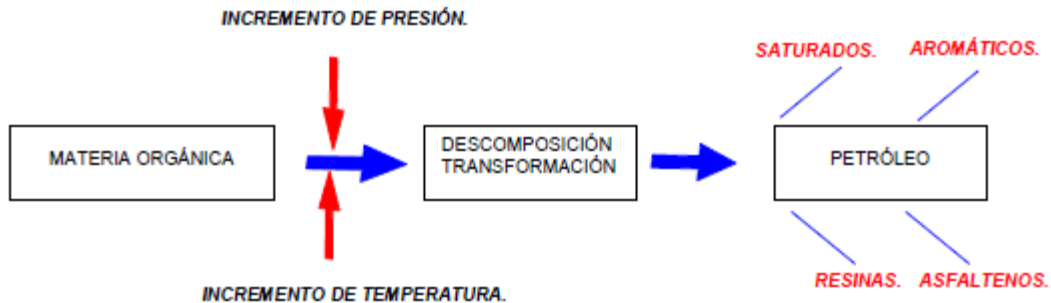 INCREMENTO DE PRESIÓN.
SATURADOS.
AROMÁTICOS.
MATERIA ORGÁNICA
DESCOMPOSICIÓN
TRANSFORMACIÓN
PETRÓLEO
RESINAS.
ASFALTENOS.
INCREMENTO DE TEMPERATURA.